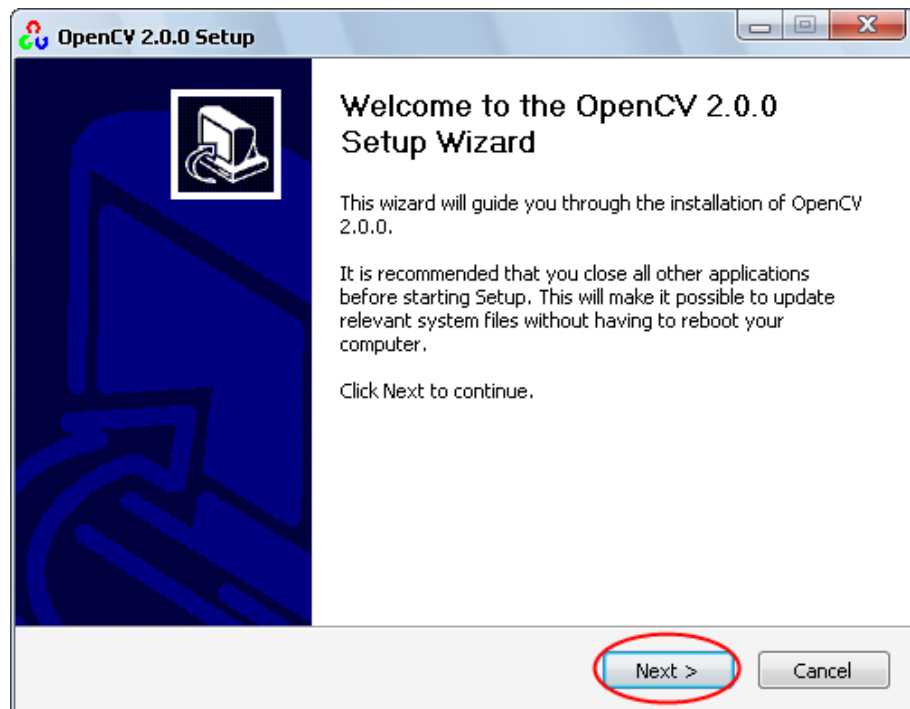 OpenCV 2.0.0 Setup
Welcome to the OpenCV 2.0.0
Setup Wizard
This wizard will guide you through the installation of OpenCV
2.0.0.
It is recommended that you close all other applications
before starting Setup. This will make it possible to update
relevant system files without having to reboot your
computer.
Click Next to continue.
Next >
Cancel